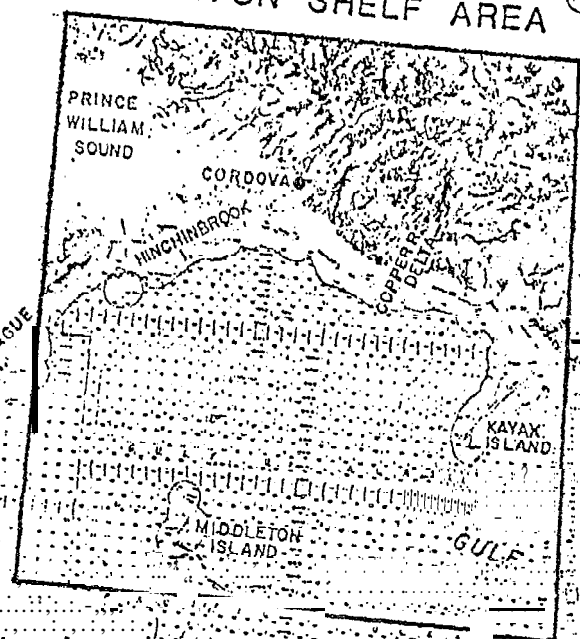 SHELF AREA
PRINCE
WILLIAM
SOUND
CORDOVA
HINCHINBROOK
COPPER R.
DELTA
KAYAK
ISLAND
MIDDLETON
ISLAND
GULF